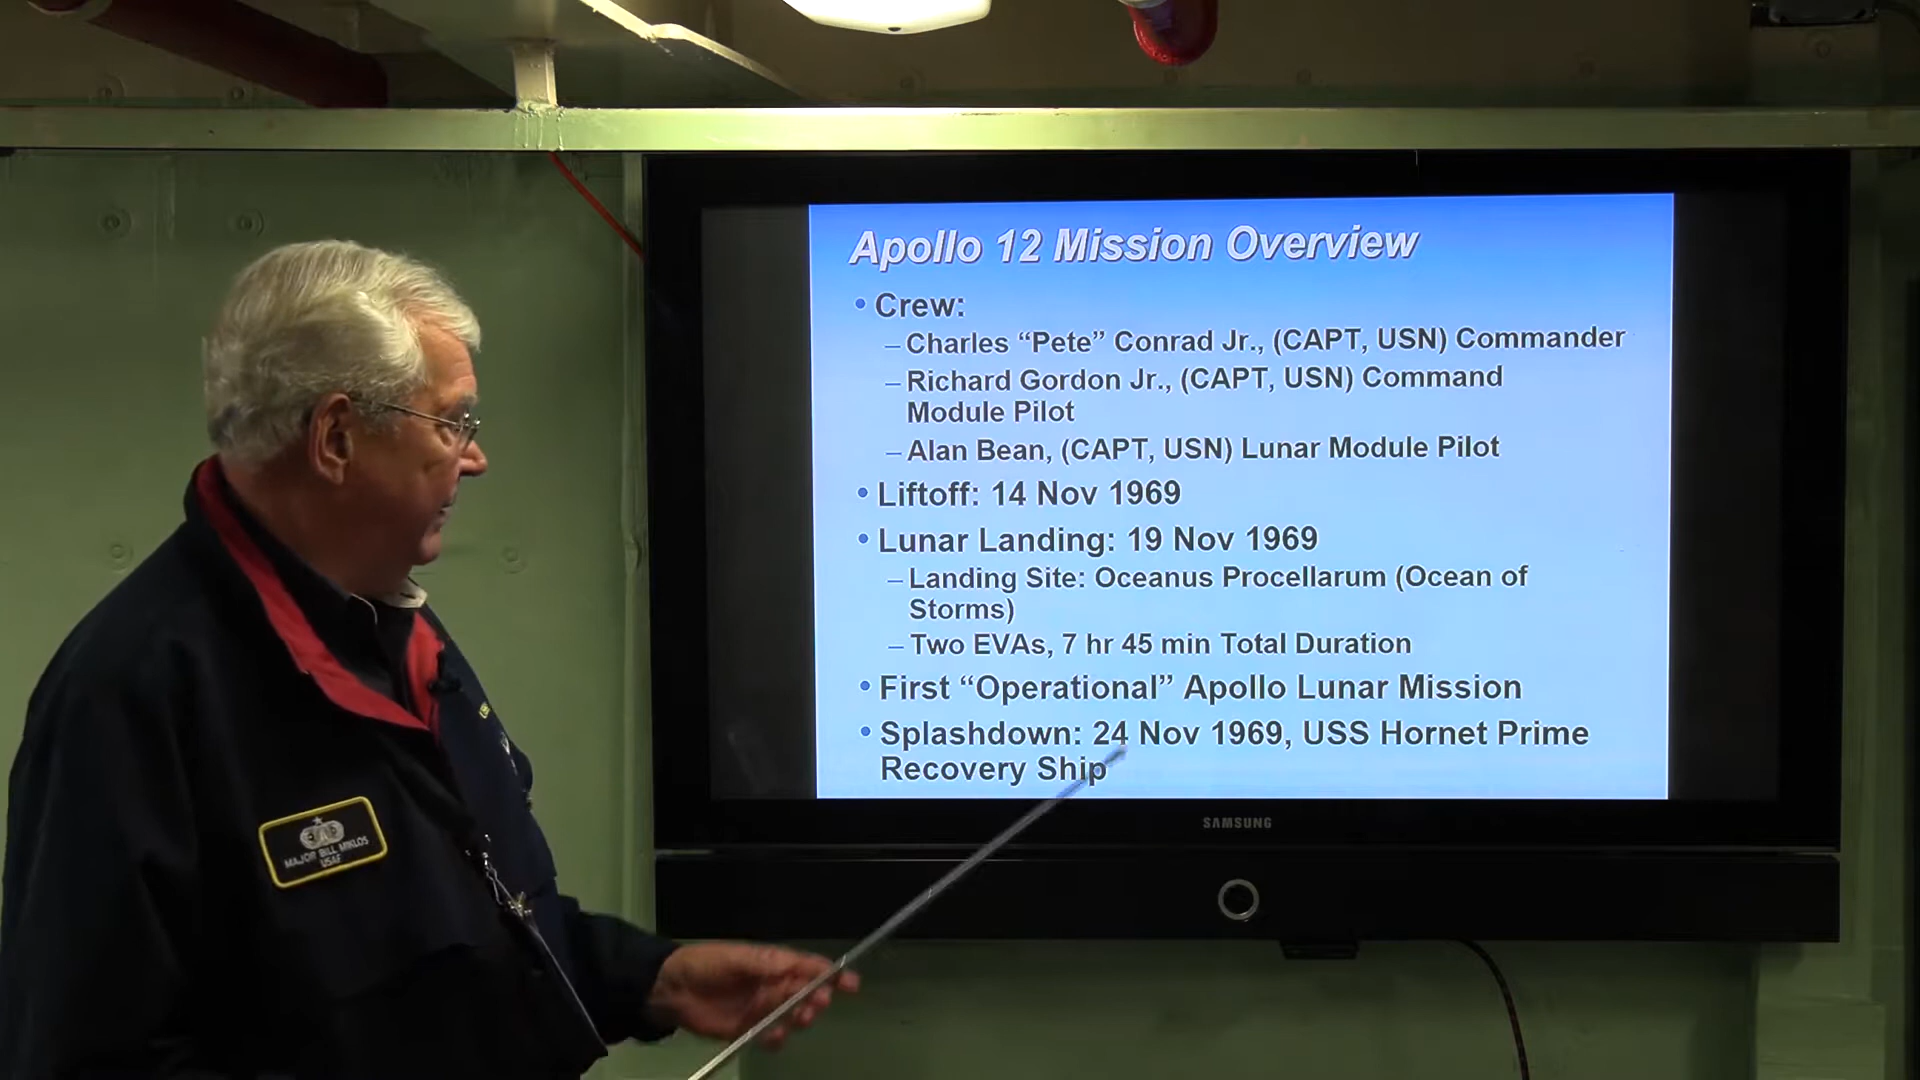 Apollo 12 Mission Overview
• Crew:
– Charles “Pete” Conrad Jr., (CAPT, USN) Commander
– Richard Gordon Jr., (CAPT, USN) Command
Module Pilot
– Alan Bean, (CAPT, USN) Lunar Module Pilot
• Liftoff: 14 Nov 1969
• Lunar Landing: 19 Nov 1969
– Landing Site: Oceanus Procellarum (Ocean of
Storms)
– Two EVAs, 7 hr 45 min Total Duration
• First “Operational” Apollo Lunar Mission
• Splashdown: 24 Nov 1969, USS Hornet Prime
Recovery Ship
SAMSUNG
MAJOR BILL MIKLOS
USAF